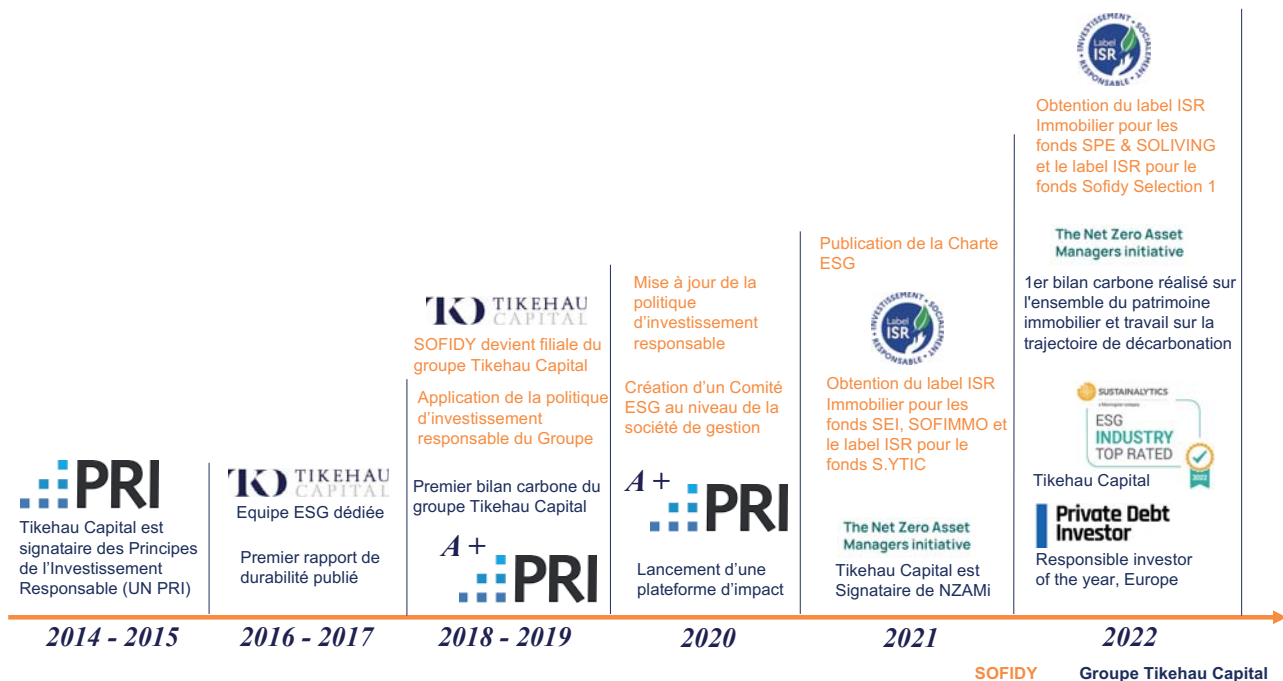 PRI
Tikehau Capital est
signataire des Principes
de l'Investissement
Responsable (UN PRI)
2014 - 2015
TIKEHAU
CAPITAL
Equipe ESG dédiée
Premier rapport de
durabilité publié
2016 - 2017
TIKEHAU
CAPITAL
SOFIDY devient filiale du
groupe Tikehau Capital
Application de la politique
d'investissement
responsable du Groupe
Premier bilan carbone du
groupe Tikehau Capital
A+
PRI
2018 - 2019
Mise à jour de la
politique
d'investissement
responsable
Création d'un Comité
ESG au niveau de la
société de gestion
A+
PRI
Lancement d'une
plateforme d'impact
2020
Publication de la Charte
ESG
INVESTISSEMENT SOCIALEMENT RESPONSABLE
Label
ISR
Obtention du label ISR
Immobilier pour les
fonds SEI, SOFIMMO et
le label ISR pour le
fonds S.YTIC
The Net Zero Asset
Managers initiative
Tikehau Capital est
Signataire de NZAMi
2021
INVESTISSEMENT SOCIALEMENT RESPONSABLE
Label
ISR
Obtention du label ISR
Immobilier pour les
fonds SPE & SOLIVING
et le label ISR pour le
fonds Sofidy Selection 1
The Net Zero Asset
Managers initiative
1er bilan carbone réalisé sur
l'ensemble du patrimoine
immobilier et travail sur la
trajectoire de décarbonation
SUSTAINALYTICS
a Morningstar company
ESG
INDUSTRY
TOP RATED
2022
Tikehau Capital
Private Debt
Investor
Responsible investor
of the year, Europe
2022
SOFIDY
Groupe Tikehau Capital